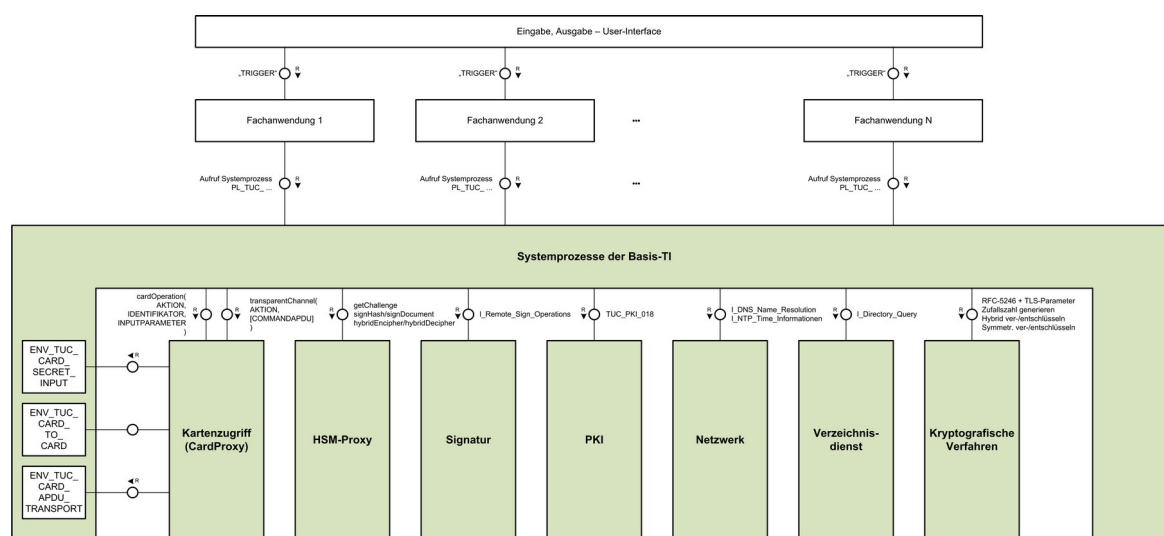 Eingabe, Ausgabe – User-Interface
„TRIGGER“
R
„TRIGGER“
R
„TRIGGER“
R
Fachanwendung 1
Fachanwendung 2
...
Fachanwendung N
Aufruf Systemprozess
PL_TUC_ ...
R
Aufruf Systemprozess
PL_TUC_ ...
R
...
Aufruf Systemprozess
PL_TUC_ ...
R
Systemprozesse der Basis-TI
cardOperation(
AKTION,
IDENTIFIKATOR,
INPUTPARAMETER
)
R
R
transparentChannel(
AKTION,
[COMMANDAPDU]
)
R
getChallenge
signHash/signDocument
hybridEncipher/hybridDecipher
R
I_Remote_Sign_Operations
R
TUC_PKI_018
R
I_DNS_Name_Resolution
I_NTP_Time_Informationen
R
I_Directory_Query
R
RFC-5246 + TLS-Parameter
Zufallszahl generieren
Hybrid ver-/entschlüsseln
Symmetr. ver-/entschlüsseln
ENV_TUC_
CARD_
SECRET_
INPUT
R
ENV_TUC_
CARD_
TO_
CARD
ENV_TUC_
CARD_
APDU_
TRANSPORT
R
Kartenzugriff
(CardProxy)
HSM-Proxy
Signatur
PKI
Netzwerk
Verzeichnis-
dienst
Kryptografische
Verfahren